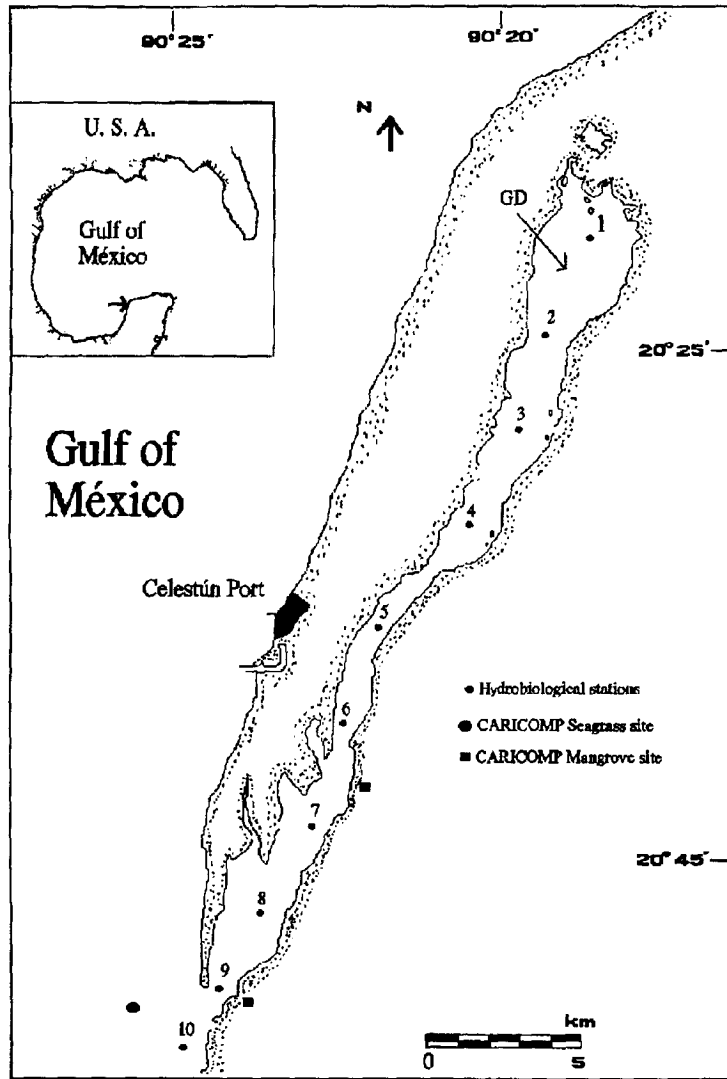 90° 25'
90° 20'
N
U. S. A.
Gulf of
México
GD
1
2
20° 25'
3
Gulf of
México
4
Celestún Port
5
Hydrobiological stations
6
CARICOMP Seagrass site
CARICOMP Mangrove site
7
20° 45'
8
9
10
km
0
5